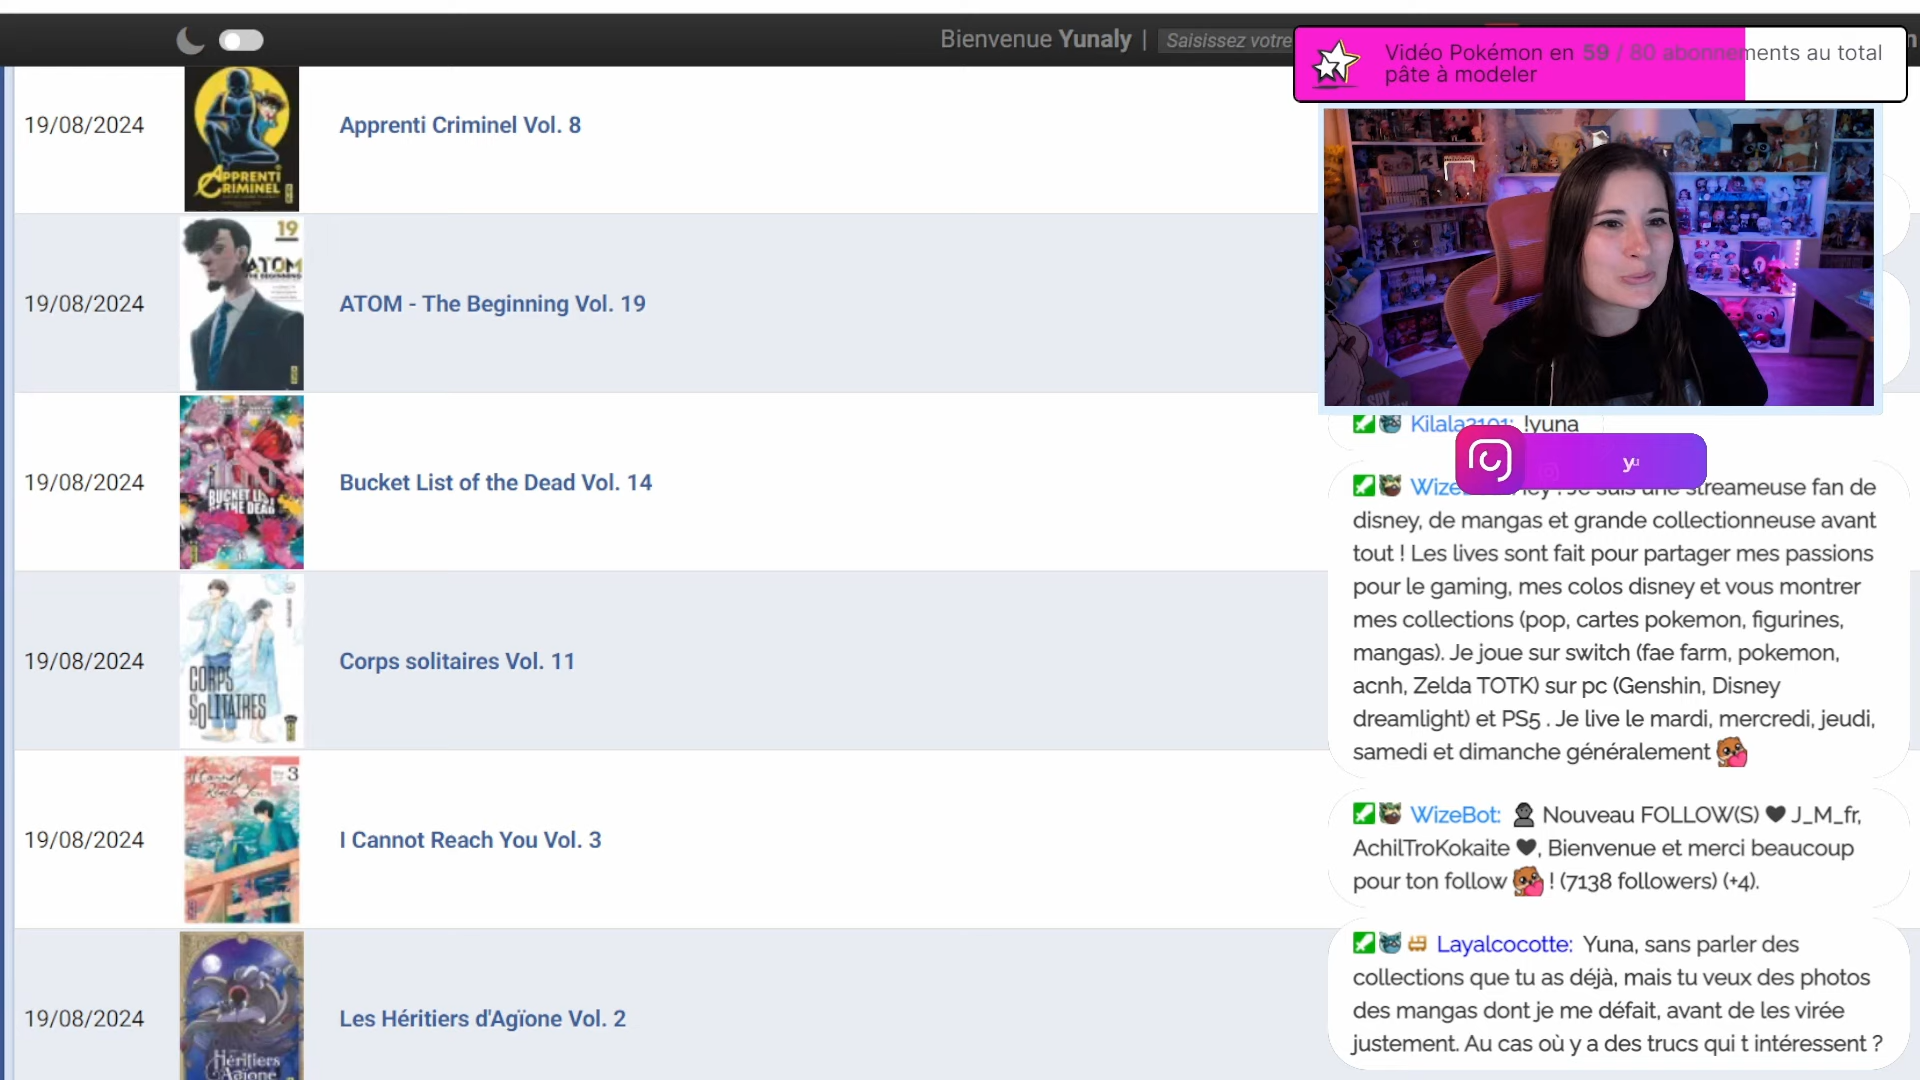 Bienvenue Yunaly | Saisissez votre
Vidéo Pokémon en 59 / 80 abonnements au total
pâte à modeler
19/08/2024
APPRENTI
CRIMINEL
Apprenti Criminel Vol. 8
19/08/2024
19
ATOM
THE BEGINNING
ATOM - The Beginning Vol. 19
19/08/2024
BUCKET LIST
OF THE DEAD
Bucket List of the Dead Vol. 14
19/08/2024
CORPS
SOLITAIRES
Corps solitaires Vol. 11
19/08/2024
I Cannot
Reach You
3
I Cannot Reach You Vol. 3
19/08/2024
Héritiers
Agïone
Les Héritiers d'Agïone Vol. 2
Kilala2101: !yuna
yu
streameuse fan de
disney, de mangas et grande collectionneuse avant
tout ! Les lives sont fait pour partager mes passions
pour le gaming, mes colos disney et vous montrer
mes collections (pop, cartes pokemon, figurines,
mangas). Je joue sur switch (fae farm, pokemon,
acnh, Zelda TOTK) sur pc (Genshin, Disney
dreamlight) et PS5 . Je live le mardi, mercredi, jeudi,
samedi et dimanche généralement
WizeBot: Nouveau FOLLOW(S) ♥ J_M_fr,
AchilTroKokaite ♥, Bienvenue et merci beaucoup
pour ton follow ! (7138 followers) (+4).
Layalcocotte: Yuna, sans parler des
collections que tu as déjà, mais tu veux des photos
des mangas dont je me défait, avant de les virée
justement. Au cas où y a des trucs qui t intéressent ?